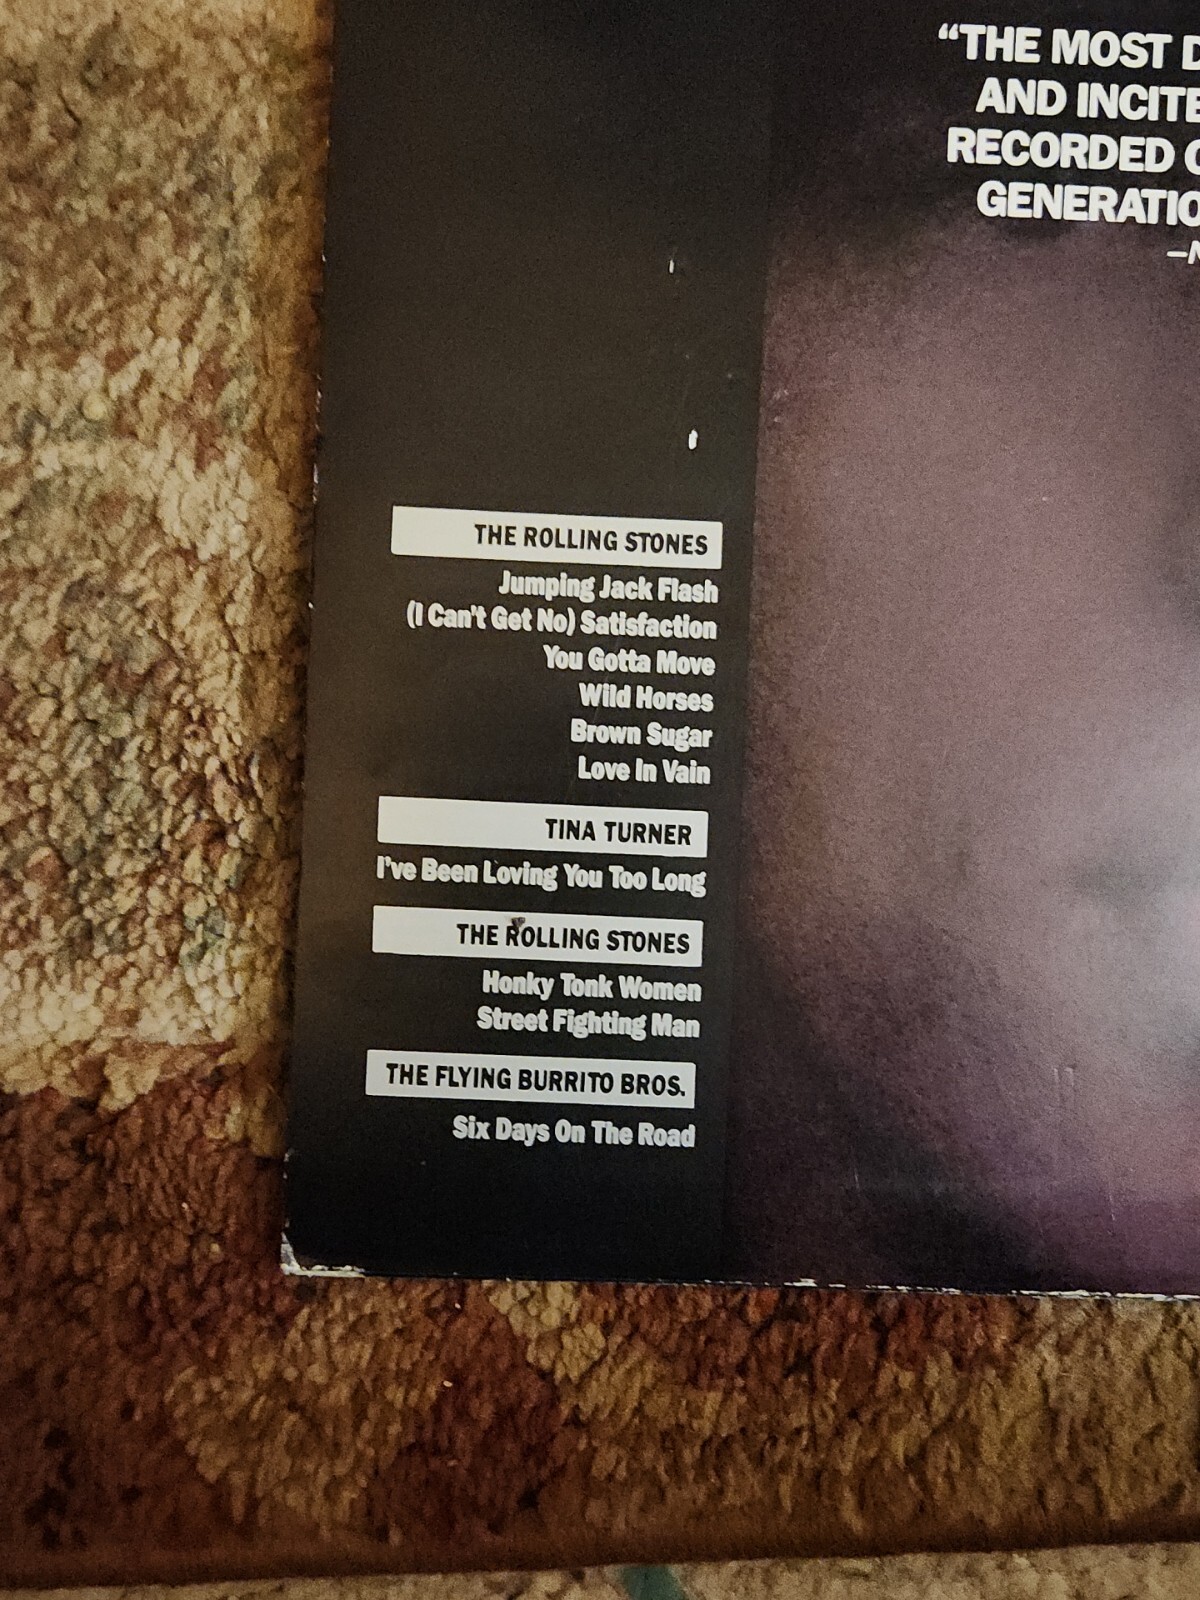 “THE MOST
AND
RECORDED
THE ROLLING STONES
Jumping Jack Flash
(I Can't Get No) Satisfaction
You Gotta Move
Wild Horses
Brown Sugar
Love In Vain
TINA TURNER
I've Been Loving You Too Long
THE ROLLING STONES
Honky Tonk Women
Street Fighting Man
THE FLYING BURRITO BROS.
Six Days On The Road